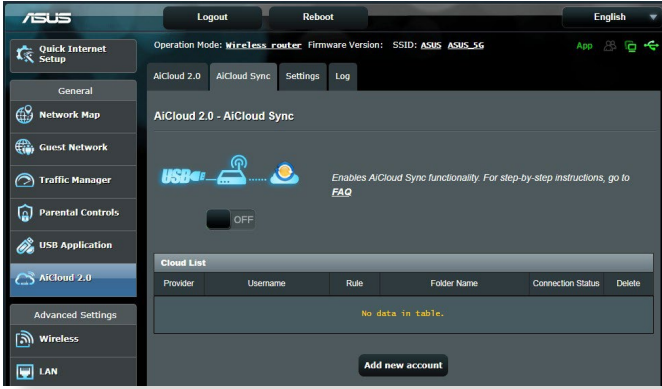 ASUS
Logout
Reboot
English
Quick Internet
Setup
Operation Mode: Wireless router Firmware Version: SSID: ASUS ASUS_5G
App
AiCloud 2.0
AiCloud Sync
Settings
Log
General
Network Map
Guest Network
Traffic Manager
Parental Controls
USB Application
AiCloud 2.0
Advanced Settings
Wireless
LAN
AiCloud 2.0 - AiCloud Sync
USB
Enables AiCloud Sync functionality. For step-by-step instructions, go to
FAQ
OFF
Cloud List
Provider Username Rule Folder Name Connection Status Delete
No data in table.
Add new account